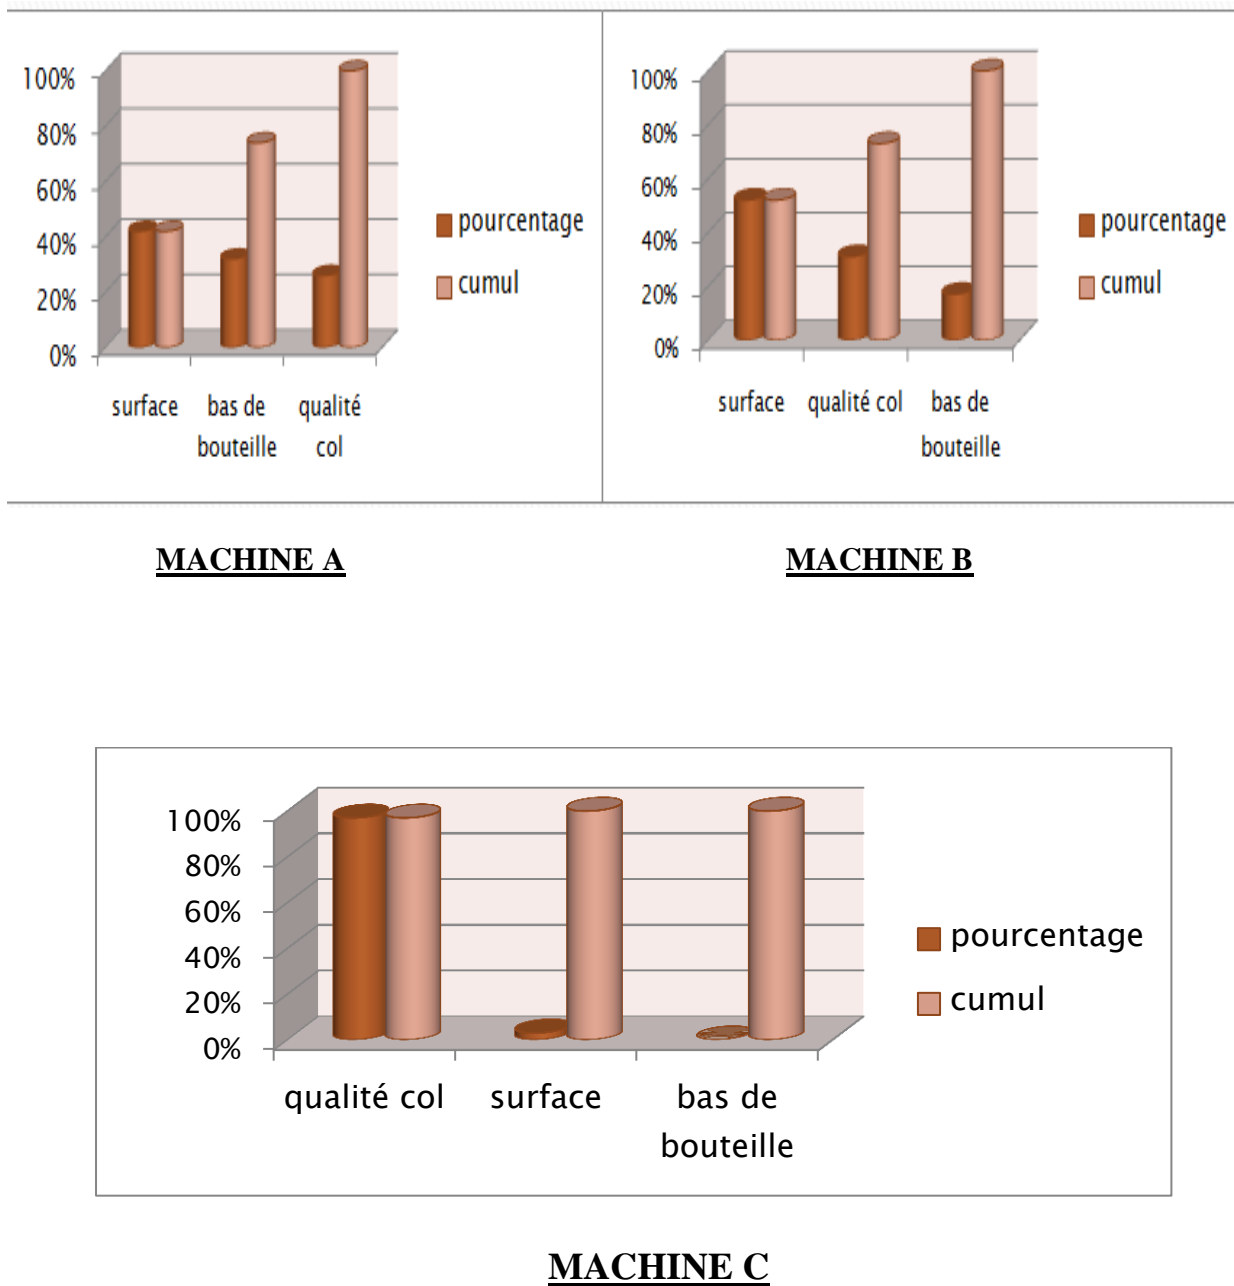 100%
80%
60%
40%
20%
0%
surface
bas de
bouteille
qualité
col
pourcentage
cumul
100%
80%
60%
40%
20%
0%
surface
qualité col
bas de
bouteille
pourcentage
cumul
MACHINE A
MACHINE B
100%
80%
60%
40%
20%
0%
qualité col
surface
bas de
bouteille
pourcentage
cumul
MACHINE C